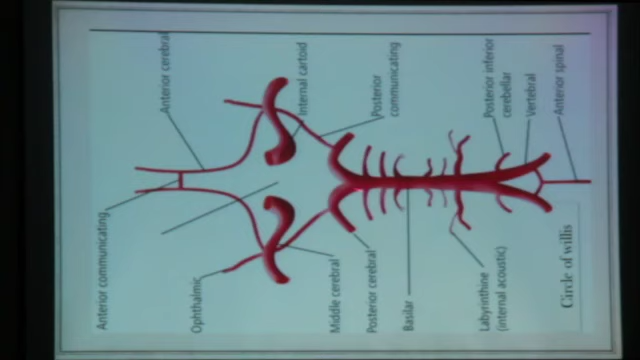 Anterior cerebral
Internal cartoid
Posterior
communicating
Posterior inferior
cerebellar
Vertebral
Anterior spinal
Anterior communicating
Ophthalmic
Middle cerebral
Posterior cerebral
Basilar
Labyrinthine
(internal acoustic)
Circle of willis